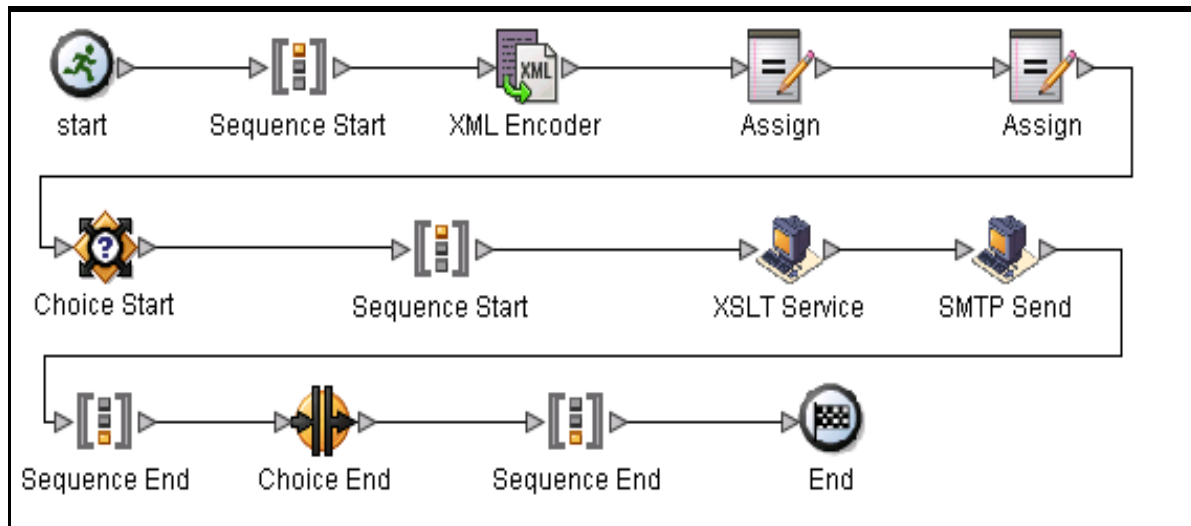 start
Sequence Start
XML
XML Encoder
=
Assign
=
Assign
?
Choice Start
Sequence Start
XSLT Service
SMTP Send
Sequence End
Choice End
Sequence End
End